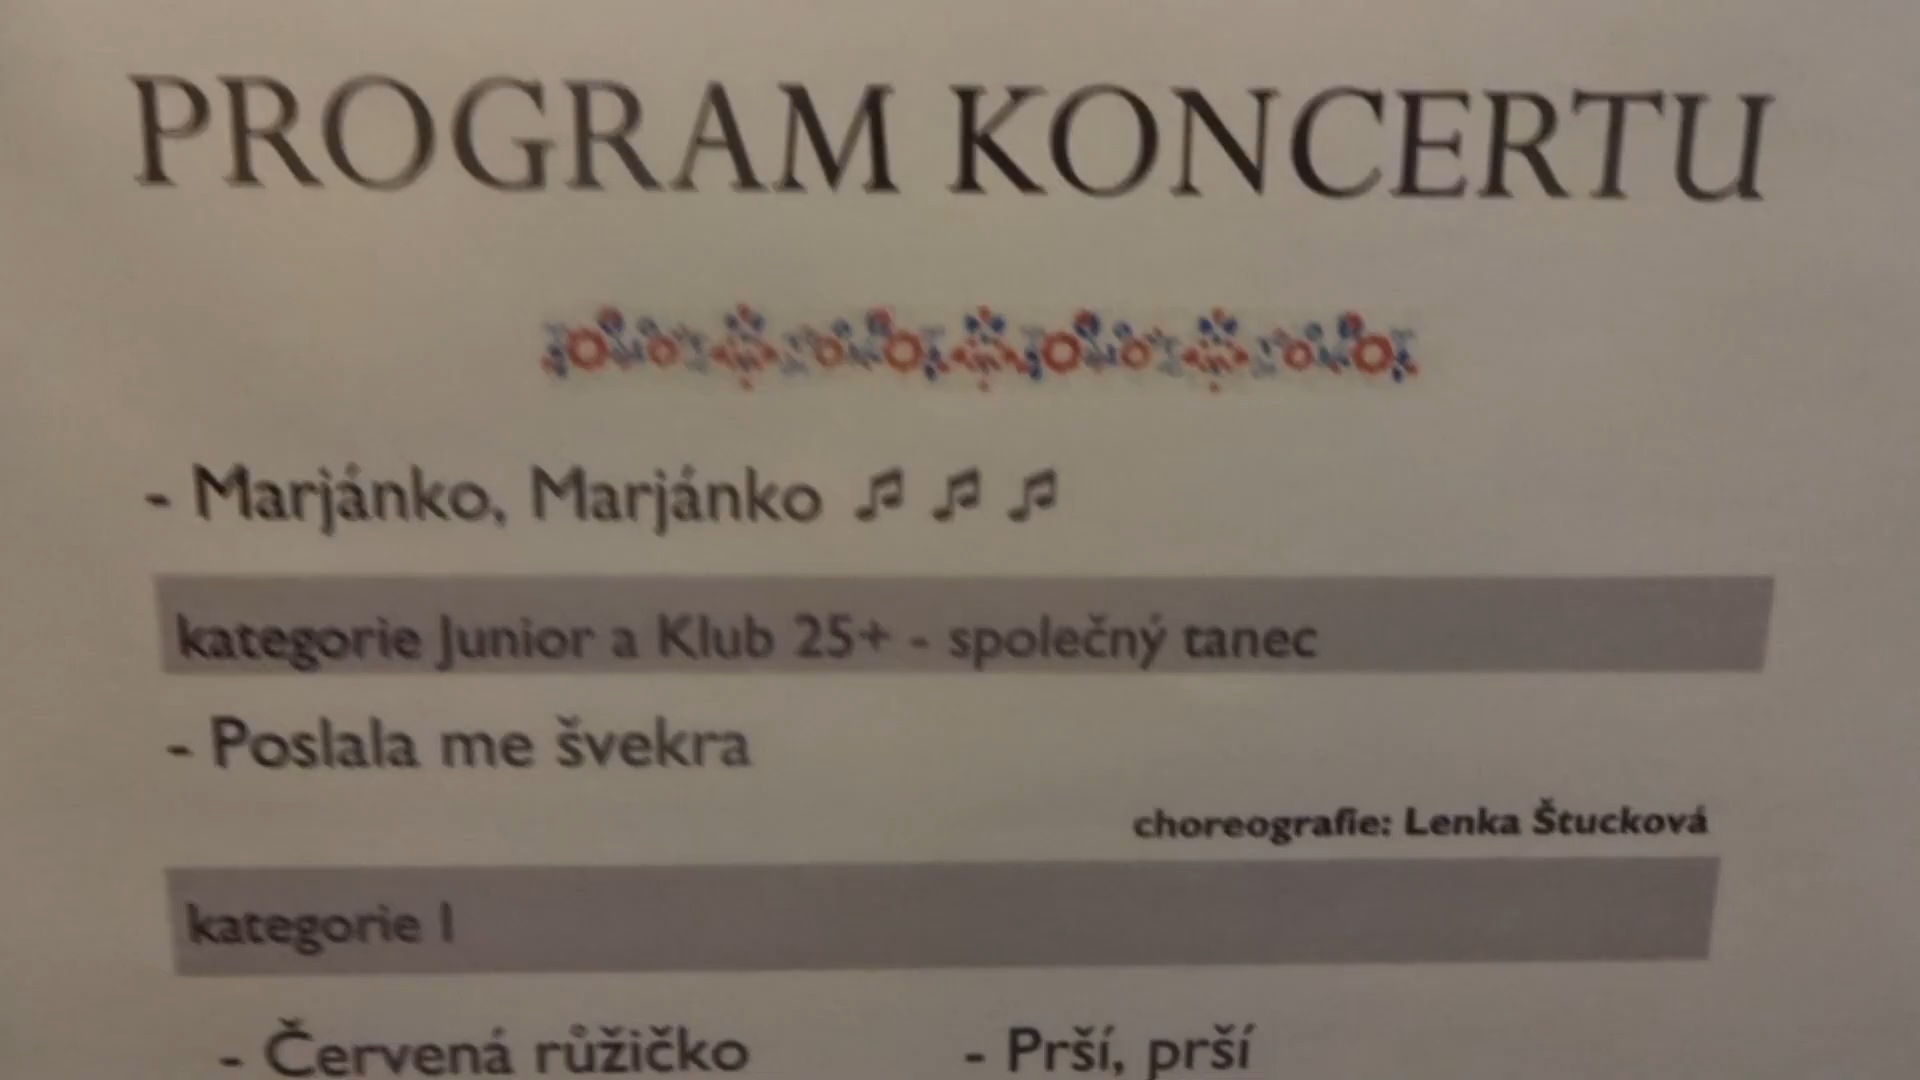 PROGRAM KONCERTU
- Marjánko, Marjánko ♫ ♫ ♫
kategorie Junior a Klub 25+ - společný tanec
- Poslala me švekra
choreografie: Lenka Štucková
kategorie I
- Červená růžičko - Prší, prší